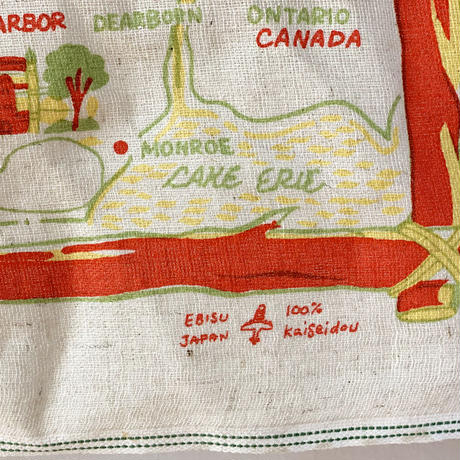 ARBOR
DEARBORN
ONTARIO
CANADA
MONROE
LAKE ERIE
EBISU
JAPAN
100%
Kaiseidou